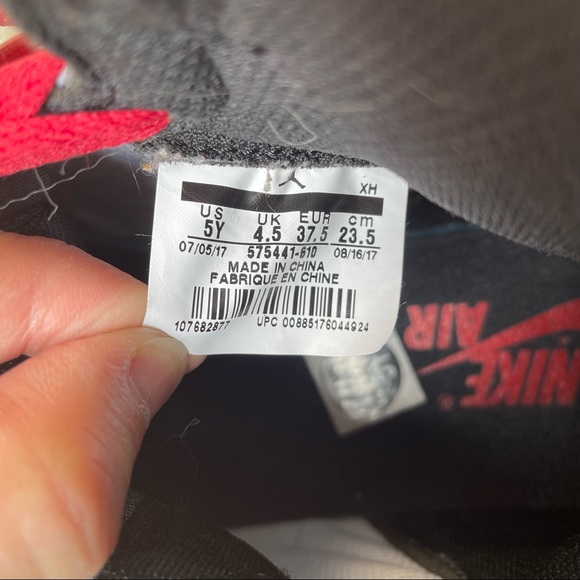 XH
US UK EUR cm
5Y 4.5 37.5 23.5
07/05/17 575441-610 08/16/17
MADE IN CHINA
FABRIQUE EN CHINE
107682877 UPC 00885176044924
NIKE
AIR